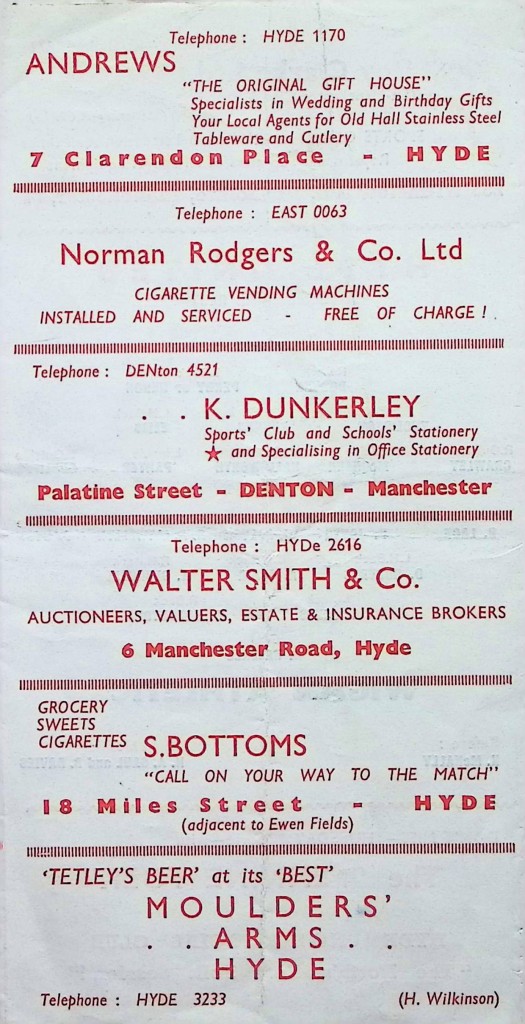 Telephone : HYDE 1170
ANDREWS
"THE ORIGINAL GIFT HOUSE"
Specialists in Wedding and Birthday Gifts
Your Local Agents for Old Hall Stainless Steel
Tableware and Cutlery
7 Clarendon Place - HYDE
Telephone : EAST 0063
Norman Rodgers & Co. Ltd
CIGARETTE VENDING MACHINES
INSTALLED AND SERVICED - FREE OF CHARGE !
Telephone : DENton 4521
. . K. DUNKERLEY
Sports' Club and Schools' Stationery
★ and Specialising in Office Stationery
Palatine Street - DENTON - Manchester
Telephone : HYDe 2616
WALTER SMITH & Co.
AUCTIONEERS, VALUERS, ESTATE & INSURANCE BROKERS
6 Manchester Road, Hyde
GROCERY
SWEETS
CIGARETTES
S.BOTTOMS
"CALL ON YOUR WAY TO THE MATCH"
18 Miles Street - HYDE
(adjacent to Ewen Fields)
'TETLEY'S BEER' at its 'BEST'
MOULDERS'
. . ARMS . .
HYDE
Telephone : HYDE 3233 (H. Wilkinson)